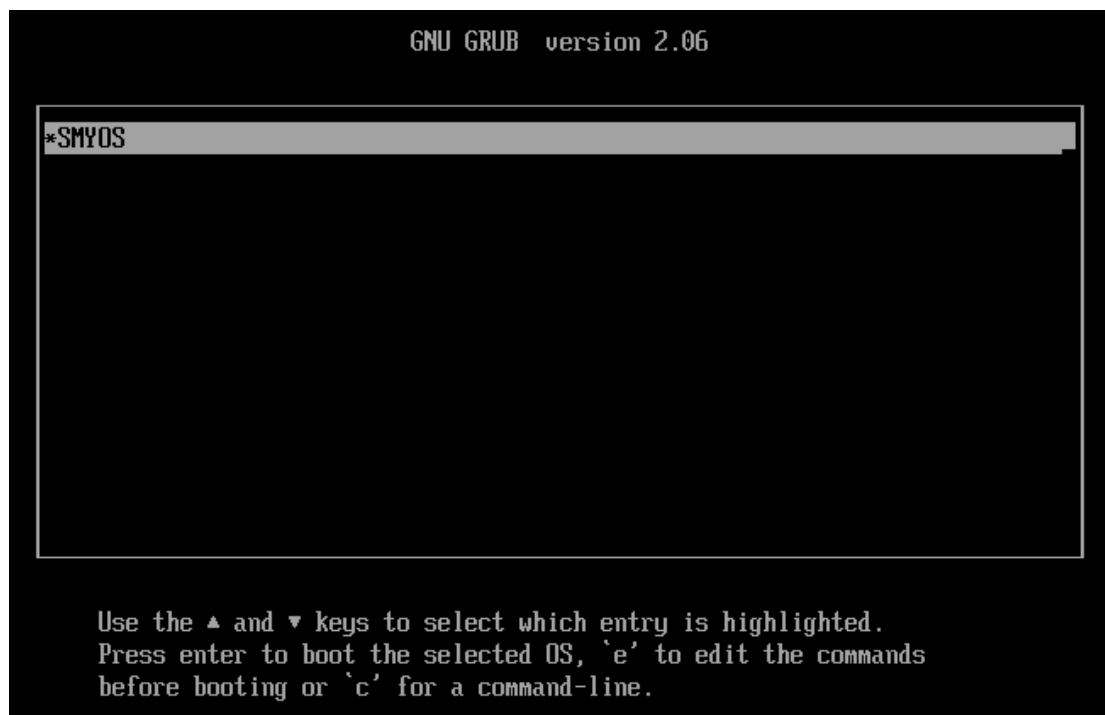 GNU GRUB  version 2.06
*SMYOS
Use the ▲ and ▼ keys to select which entry is highlighted.
Press enter to boot the selected OS, `e' to edit the commands
before booting or `c' for a command-line.